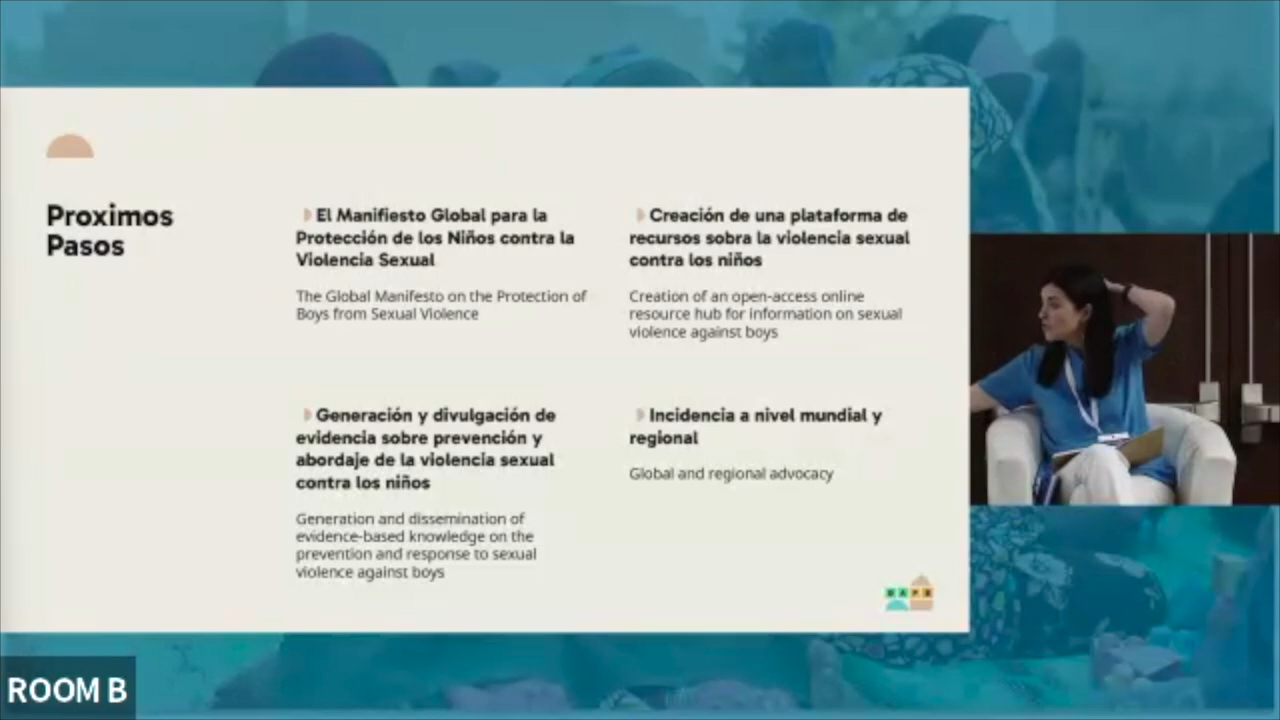 Proximos
Pasos
El Manifiesto Global para la
Protección de los Niños contra la
Violencia Sexual
The Global Manifesto on the Protection of
Boys from Sexual Violence
Creación de una plataforma de
recursos sobra la violencia sexual
contra los niños
Creation of an open-access online
resource hub for information on sexual
violence against boys
Generación y divulgación de
evidencia sobre prevención y
abordaje de la violencia sexual
contra los niños
Generation and dissemination of
evidence-based knowledge on the
prevention and response to sexual
violence against boys
Incidencia a nivel mundial y
regional
Global and regional advocacy
ROOM B